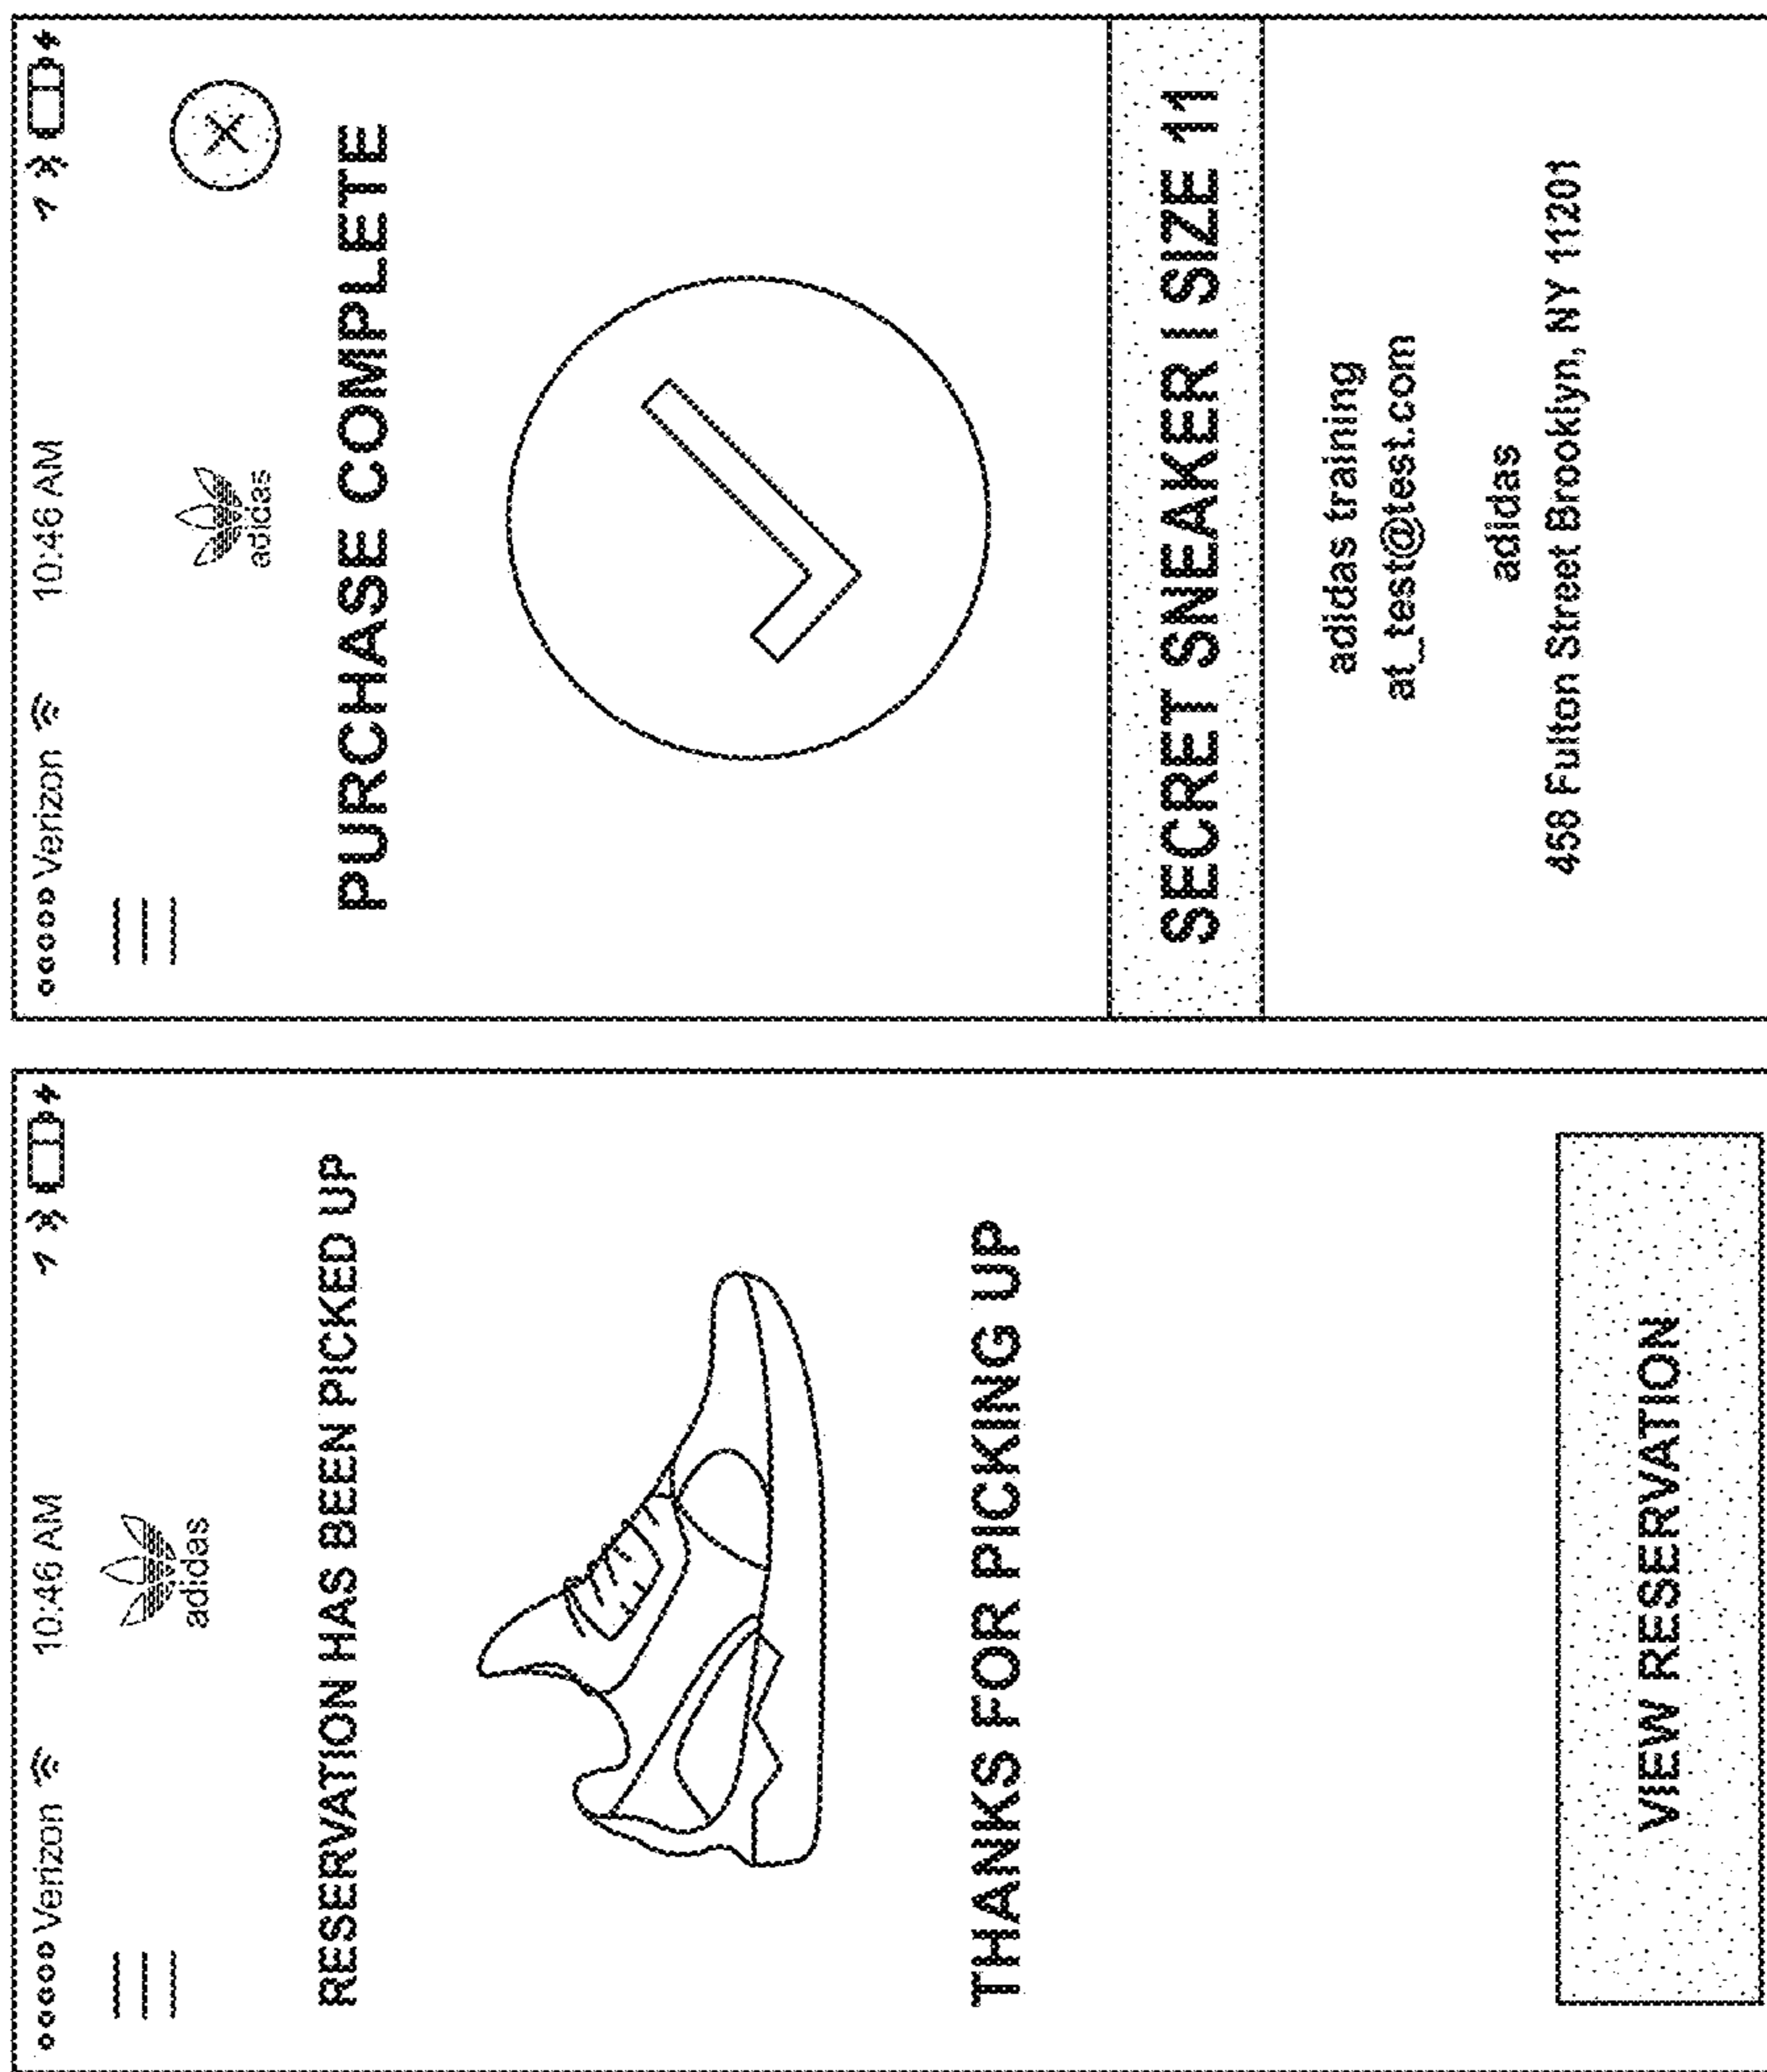 Verizon 10:46 AM
adidas
RESERVATION HAS BEEN PICKED UP
THANKS FOR PICKING UP
VIEW RESERVATION
Verizon 10:46 AM
adidas
PURCHASE COMPLETE
SECRET SNEAKER | SIZE 11
adidas training
at_test@test.com
adidas
458 Fulton Street Brooklyn, NY 11201